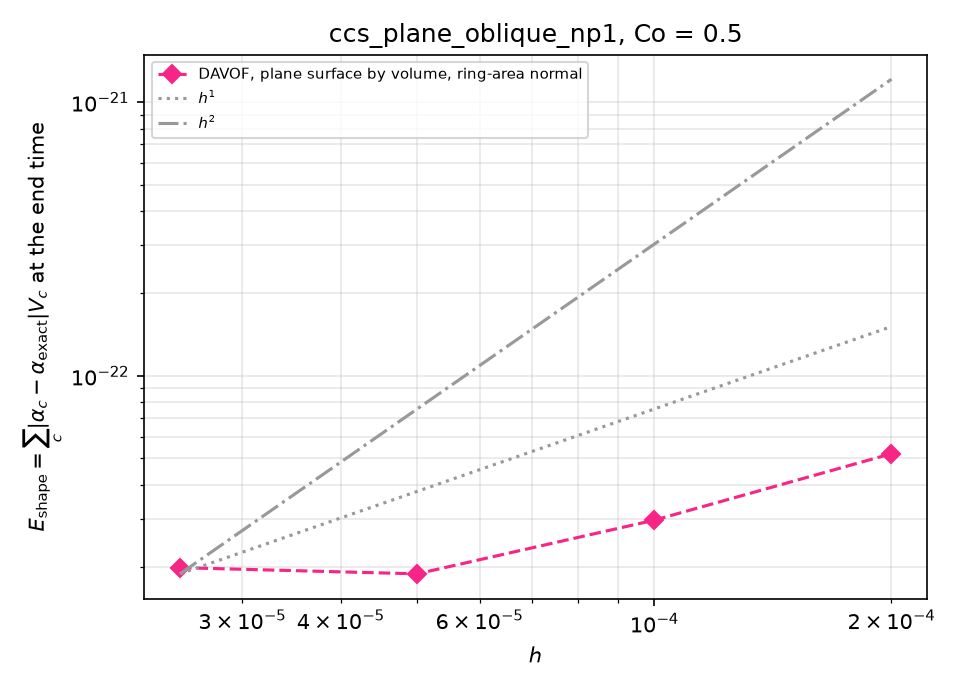 ccs_plane_oblique_np1, Co = 0.5
DAVOF, plane surface by volume, ring-area normal
h¹
h²
10⁻²¹
10⁻²²
E_shape = ∑_c |α_c − α_exact|V_c at the end time
3 × 10⁻⁵ 4 × 10⁻⁵ 6 × 10⁻⁵ 10⁻⁴ 2 × 10⁻⁴
h